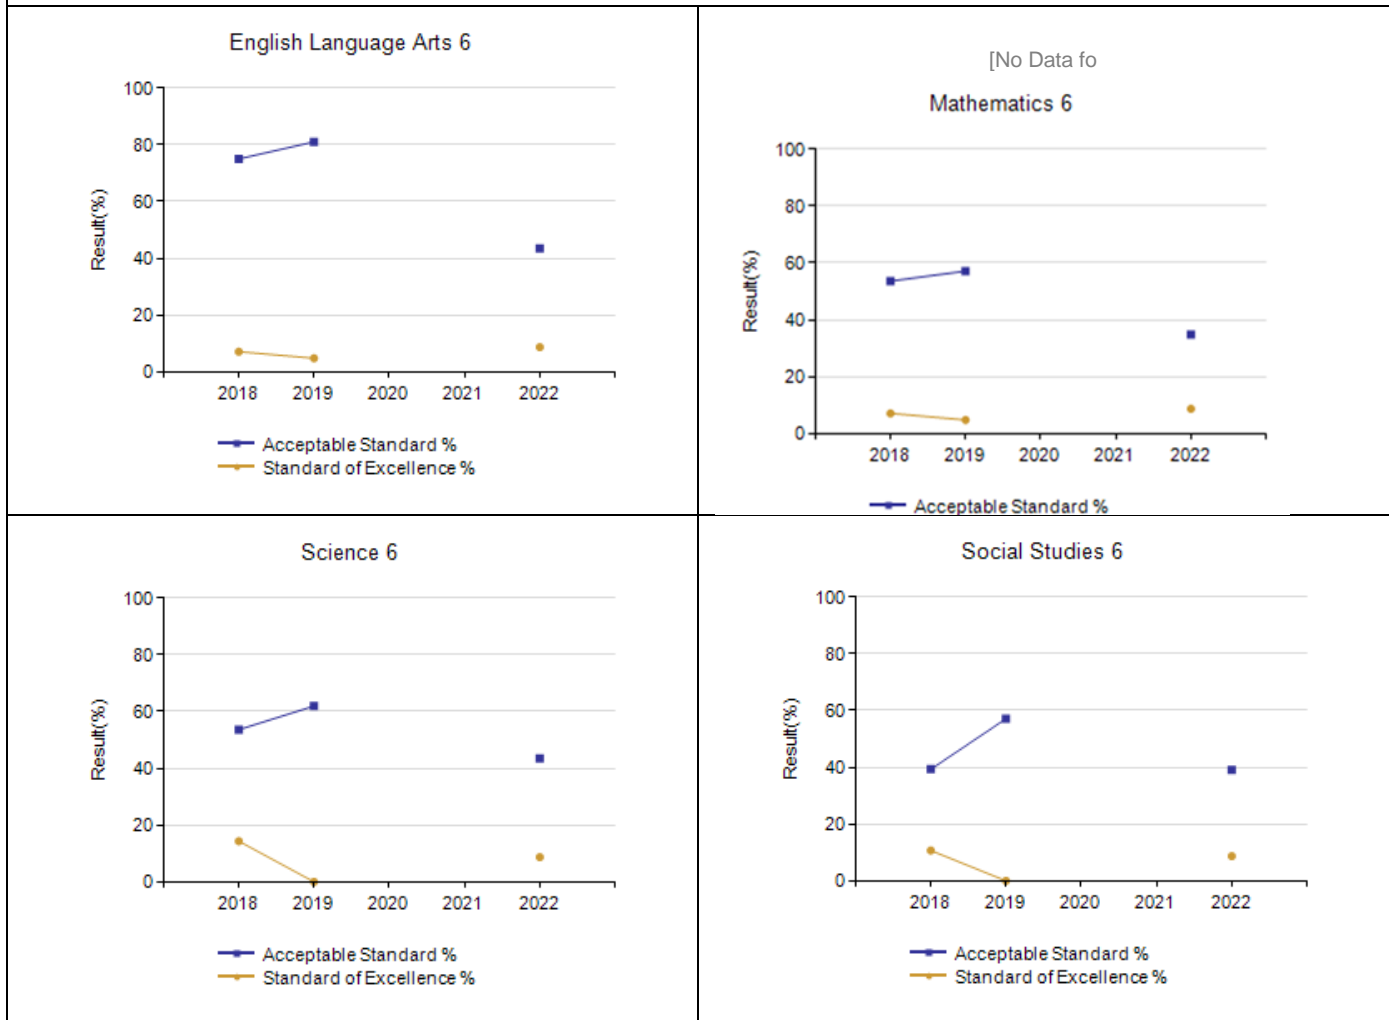 English Language Arts 6
100
80
60
40
20
0
Result(%)
2018 2019 2020 2021 2022
Acceptable Standard %
Standard of Excellence %
[No Data fo
Mathematics 6
100
80
60
40
20
0
Result(%)
2018 2019 2020 2021 2022
Acceptable Standard %
Science 6
100
80
60
40
20
0
Result(%)
2018 2019 2020 2021 2022
Acceptable Standard %
Standard of Excellence %
Social Studies 6
100
80
60
40
20
0
Result(%)
2018 2019 2020 2021 2022
Acceptable Standard %
Standard of Excellence %